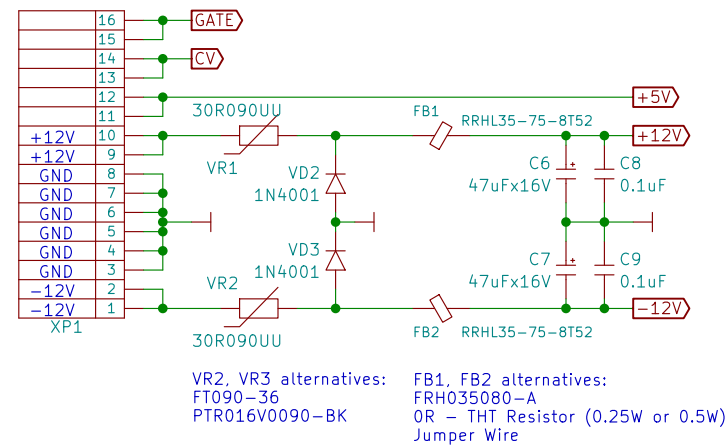 16
GATE
15
14
CV
13
12
+5V
11
30R090UU
FB1
RRHL35-75-8T52
+12V
10
+12V
+12V
9
VR1
GND
8
VD2
1N4001
C6
47uFx16V
C8
0.1uF
GND
7
GND
6
GND
5
GND
4
VD3
1N4001
C7
47uFx16V
C9
0.1uF
GND
3
-12V
2
VR2
-12V
1
-12V
XP1
30R090UU
FB2
RRHL35-75-8T52
VR2, VR3 alternatives:
FT090-36
PTR016V0090-BK
FB1, FB2 alternatives:
FRH035080-A
OR - THT Resistor (0.25W or 0.5W)
Jumper Wire